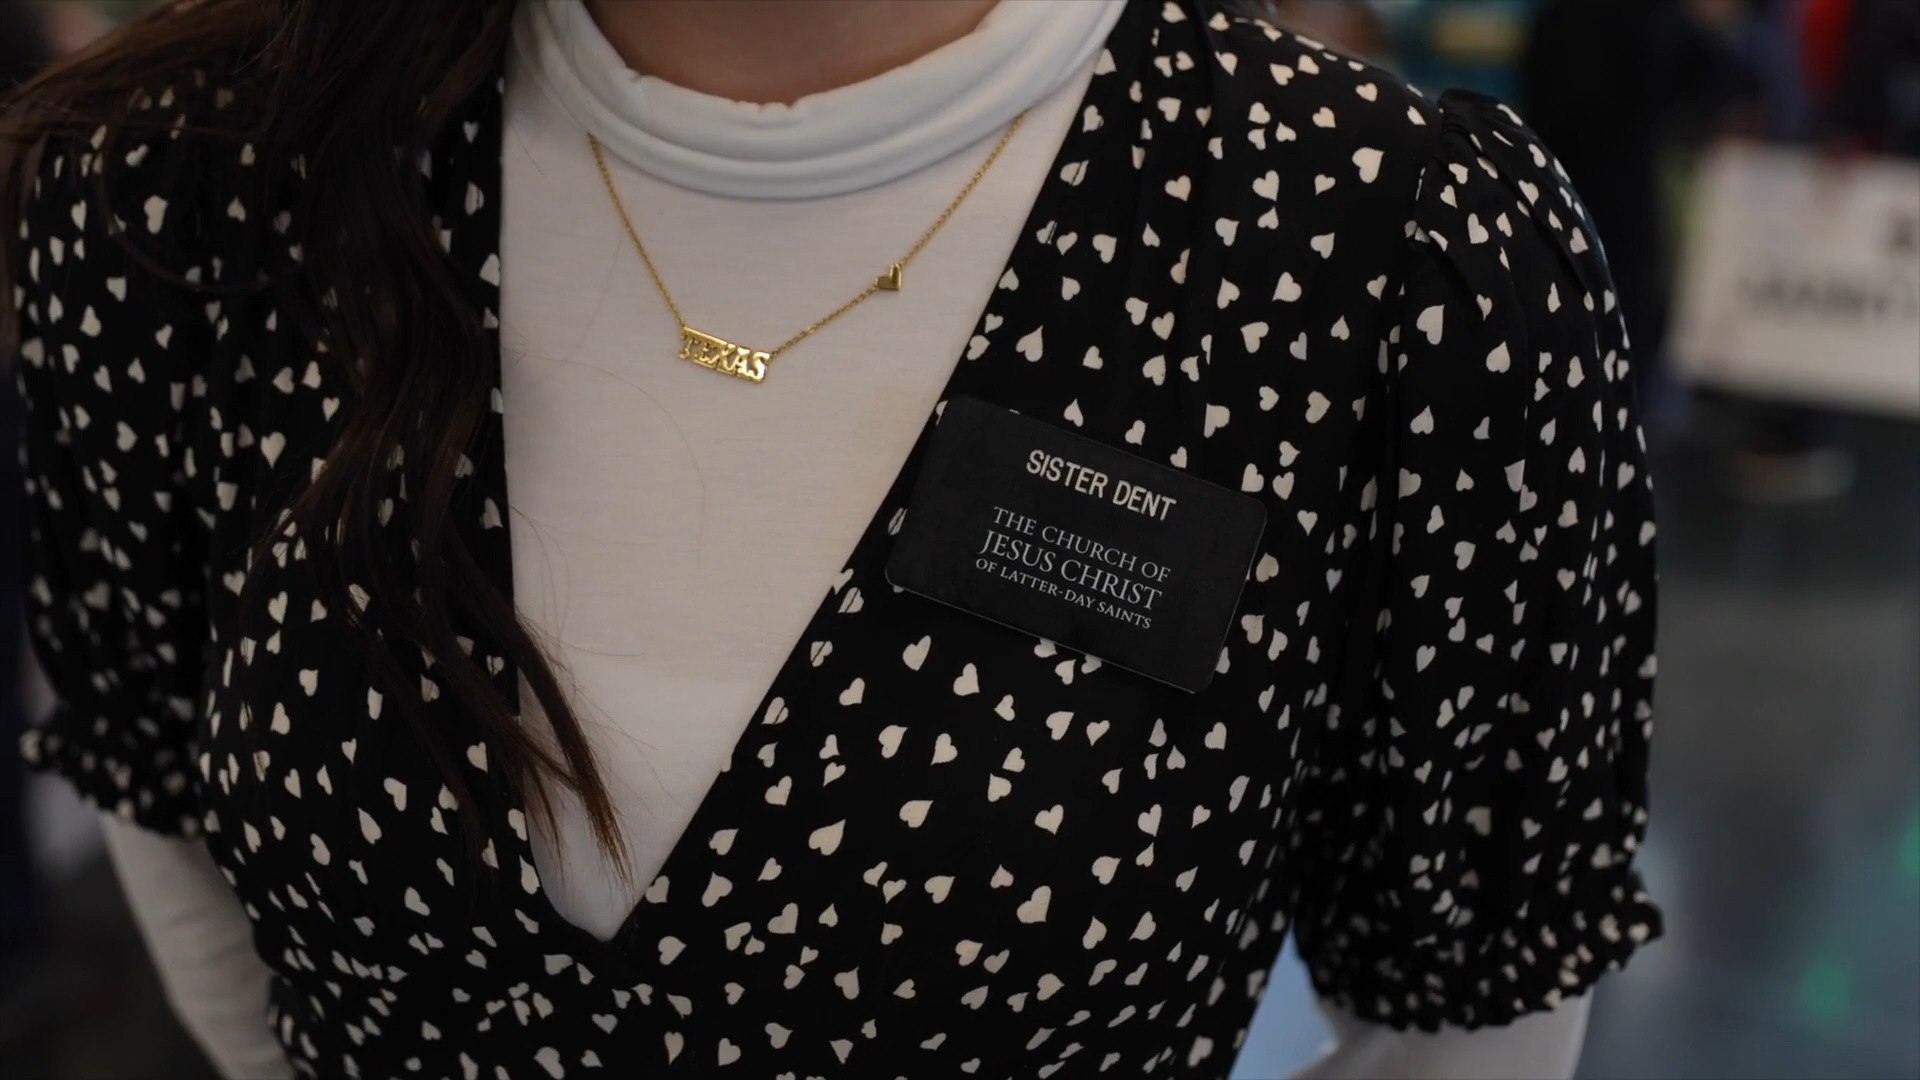 TEXAS
SISTER DENT
THE CHURCH OF
JESUS CHRIST
OF LATTER-DAY SAINTS